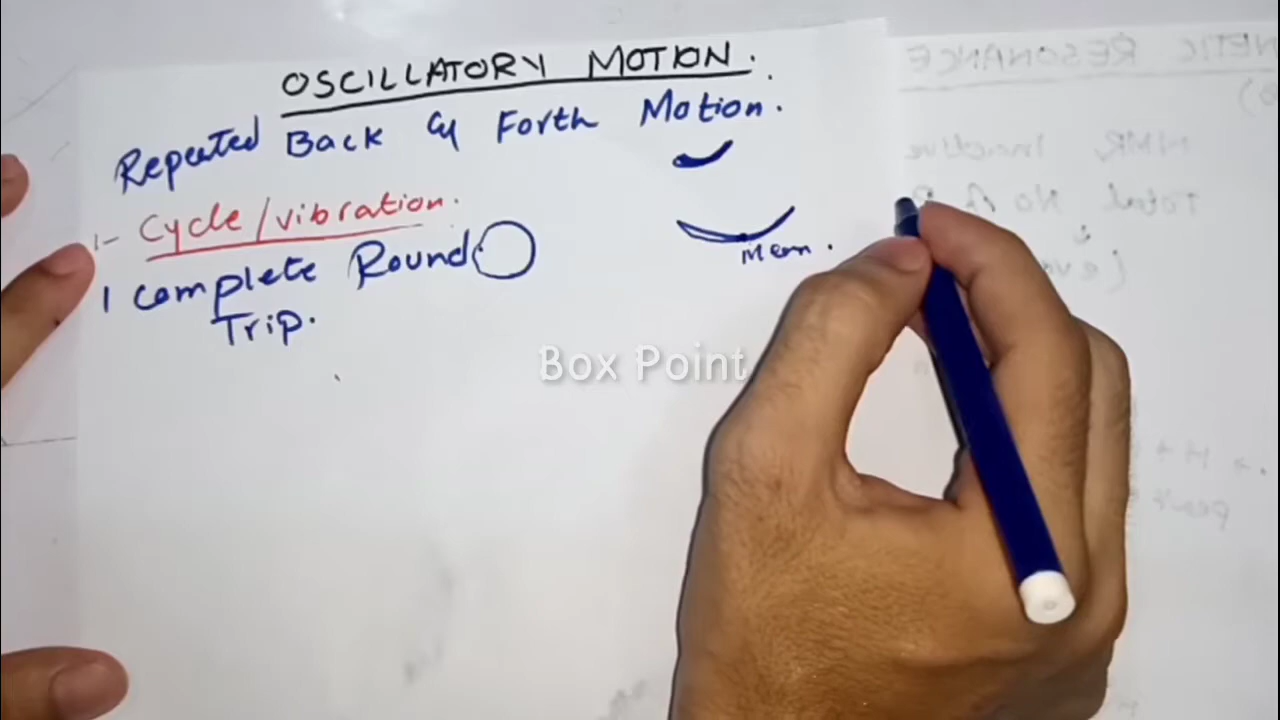 OSCILLATORY MOTION.
Repeated Back & Forth Motion.
1- Cycle/vibration.
1 complete Round
Trip.
Mean.
Box Point